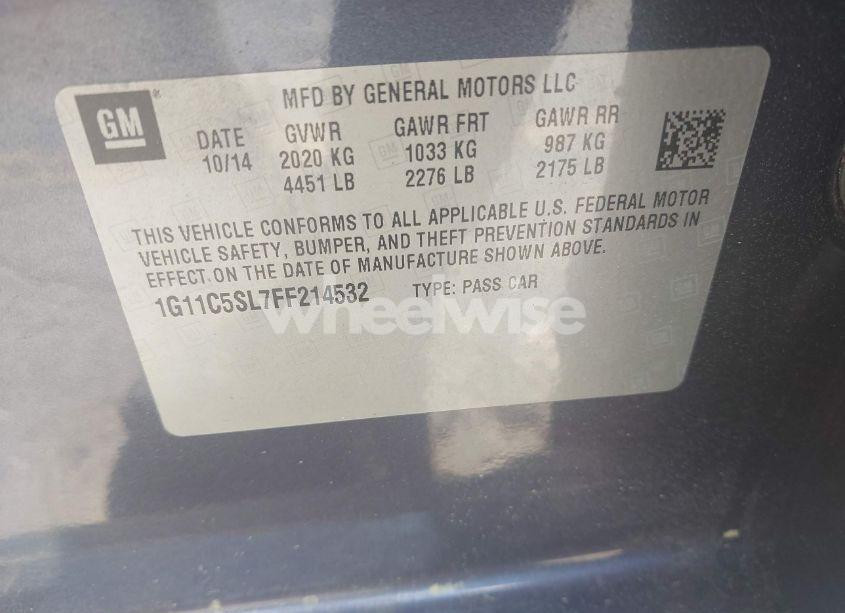 GM
MFD BY GENERAL MOTORS LLC
DATE GVWR GAWR FRT GAWR RR
10/14 2020 KG 1033 KG 987 KG
4451 LB 2276 LB 2175 LB
THIS VEHICLE CONFORMS TO ALL APPLICABLE U.S. FEDERAL MOTOR
VEHICLE SAFETY, BUMPER, AND THEFT PREVENTION STANDARDS IN
EFFECT ON THE DATE OF MANUFACTURE SHOWN ABOVE.
1G11C5SL7FF214532 TYPE: PASS CAR
wheelwise